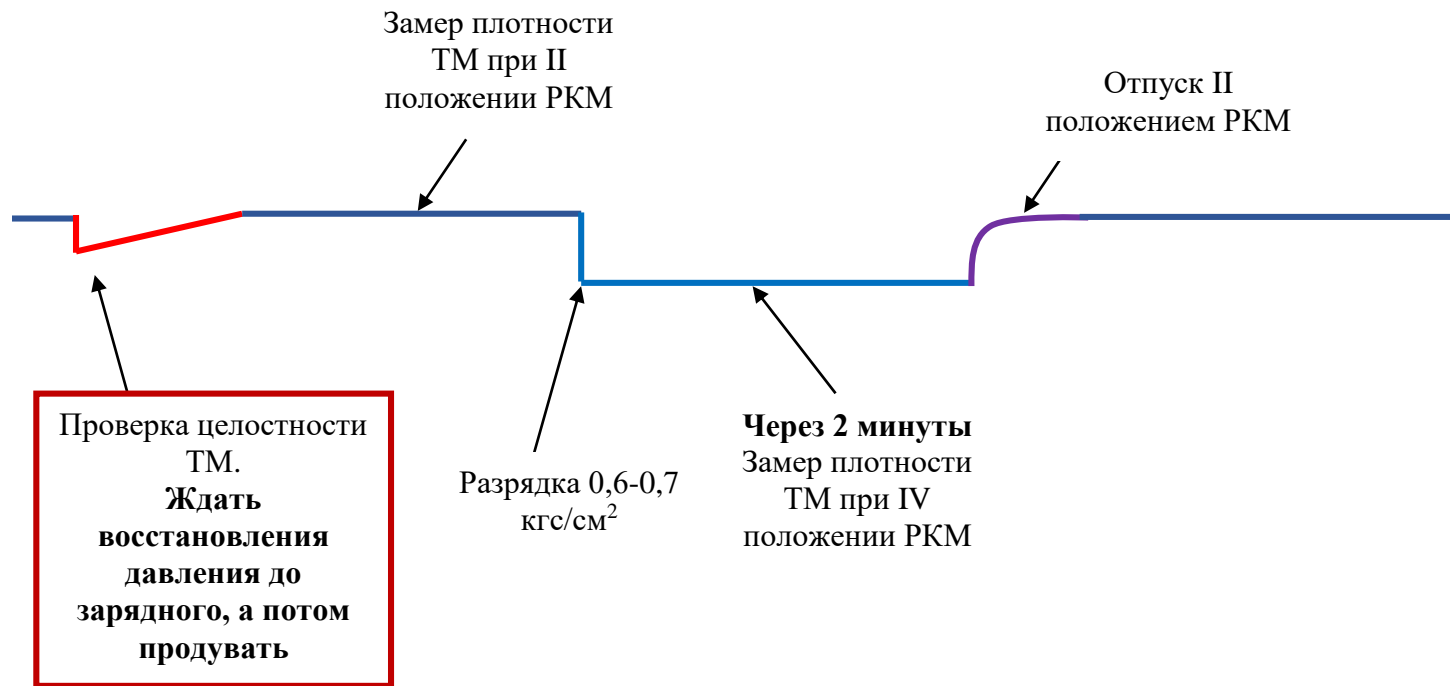 Замер плотности
ТМ при II
положении РКМ
Отпуск II
положением РКМ
Проверка целостности
ТМ.
Ждать
восстановления
давления до
зарядного, а потом
продувать
Разрядка 0,6-0,7
кгс/см²
Через 2 минуты
Замер плотности
ТМ при IV
положении РКМ